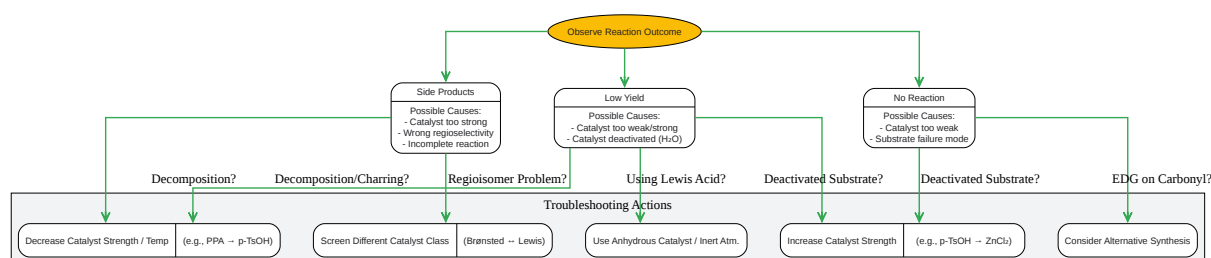 Observe Reaction Outcome
Side Products
Possible Causes:
- Catalyst too strong
- Wrong regioselectivity
- Incomplete reaction
Low Yield
Possible Causes:
- Catalyst too weak/strong
- Catalyst deactivated (H₂O)
No Reaction
Possible Causes:
- Catalyst too weak
- Substrate failure mode
Decomposition?
Decomposition/Charring?
Regioisomer Problem?
Using Lewis Acid?
Deactivated Substrate?
Deactivated Substrate?
EDG on Carbonyl?
Troubleshooting Actions
Decrease Catalyst Strength / Temp
(e.g., PPA → p-TsOH)
Screen Different Catalyst Class
(Brønsted ↔ Lewis)
Use Anhydrous Catalyst / Inert Atm.
Increase Catalyst Strength
(e.g., p-TsOH → ZnCl₂)
Consider Alternative Synthesis